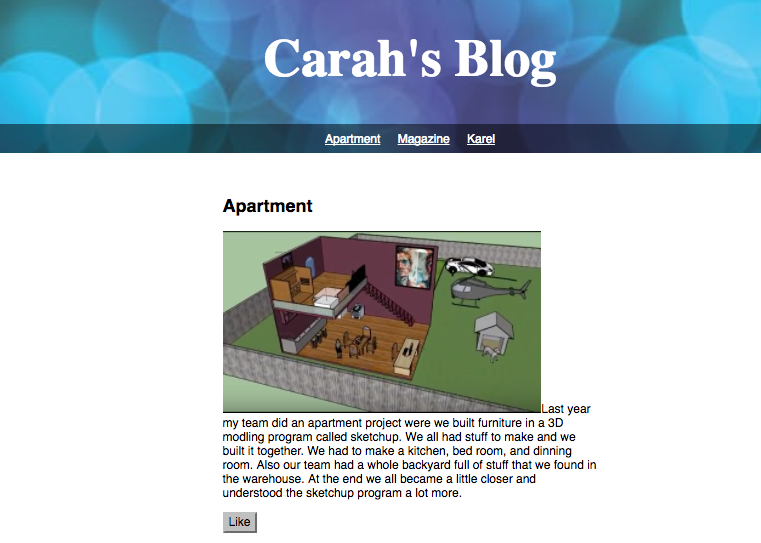 Carah's Blog
Apartment Magazine Karel
Apartment
Last year
my team did an apartment project were we built furniture in a 3D
modling program called sketchup. We all had stuff to make and we
built it together. We had to make a kitchen, bed room, and dinning
room. Also our team had a whole backyard full of stuff that we found in
the warehouse. At the end we all became a little closer and
understood the sketchup program a lot more.
Like